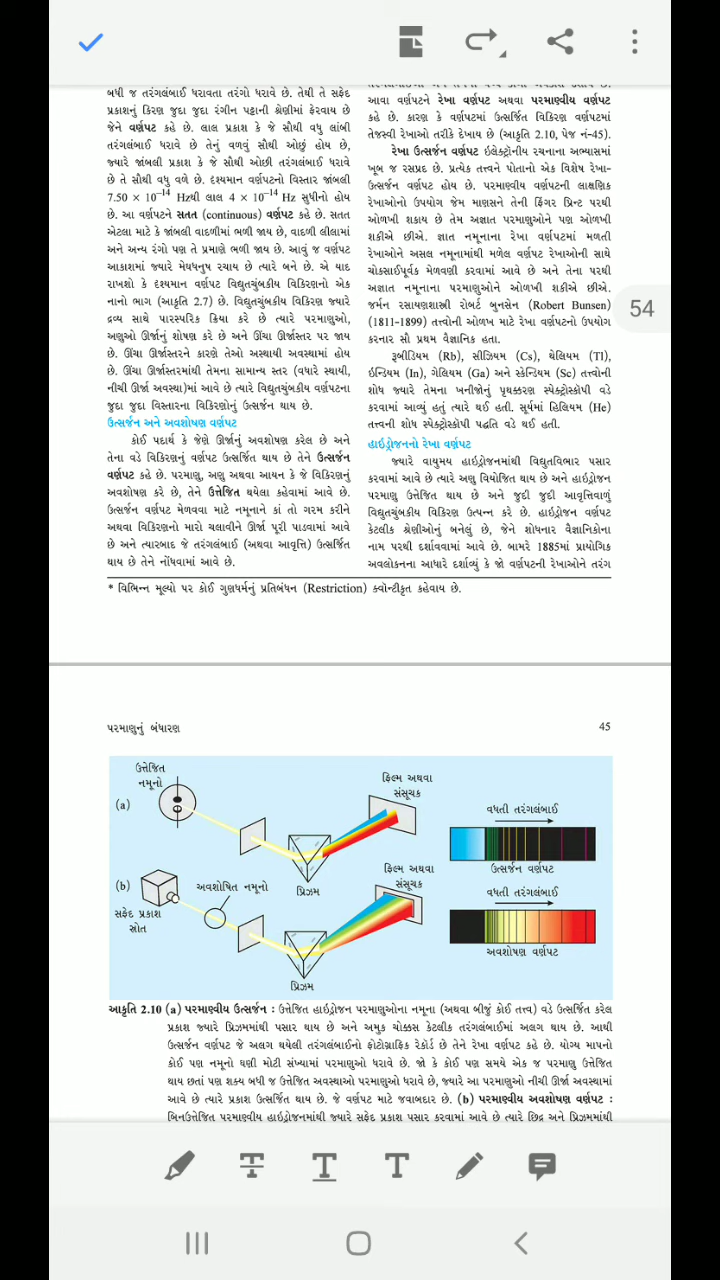 બધી જ તરંગલંબાઈ ધરાવતા તરંગો ધરાવે છે. તેથી તે સફેદ
પ્રકાશનું કિરણ જુદા જુદા રંગીન પટ્ટાની શ્રેણીમાં ફેરવાય છે
જેને વર્ણપટ કહે છે. લાલ પ્રકાશ કે જે સૌથી વધુ લાંબી
તરંગલંબાઈ ધરાવે છે તેનું વળવું સૌથી ઓછું હોય છે,
જ્યારે જાંબલી પ્રકાશ કે જે સૌથી ઓછી તરંગલંબાઈ ધરાવે
છે તે સૌથી વધુ વળે છે. દૃશ્યમાન વર્ણપટનો વિસ્તાર જાંબલી
7.50 × 10⁻¹⁴ Hzથી લાલ 4 × 10⁻¹⁴ Hz સુધીનો હોય
છે. આ વર્ણપટને સતત (continuous) વર્ણપટ કહે છે. સતત
એટલા માટે કે જાંબલી વાદળીમાં ભળી જાય છે, વાદળી લીલામાં
અને અન્ય રંગો પણ તે પ્રમાણે ભળી જાય છે. આવું જ વર્ણપટ
આકાશમાં જ્યારે મેઘધનુષ રચાય છે ત્યારે બને છે. એ યાદ
રાખશો કે દૃશ્યમાન વર્ણપટ વિદ્યુતચુંબકીય વિકિરણનો એક
નાનો ભાગ (આકૃતિ 2.7) છે. વિદ્યુતચુંબકીય વિકિરણ જ્યારે
દ્રવ્ય સાથે પારસ્પરિક ક્રિયા કરે છે ત્યારે પરમાણુઓ,
અણુઓ ઊર્જાનું શોષણ કરે છે અને ઊંચા ઊર્જાસ્તર પર જાય
છે. ઊંચા ઊર્જાસ્તરને કારણે તેઓ અસ્થાયી અવસ્થામાં હોય
છે. ઊંચા ઊર્જાસ્તરમાંથી તેમના સામાન્ય સ્તર (વધારે સ્થાયી,
નીચી ઊર્જા અવસ્થા)માં આવે છે ત્યારે વિદ્યુતચુંબકીય વર્ણપટના
જુદા જુદા વિસ્તારના વિકિરણોનું ઉત્સર્જન થાય છે.
ઉત્સર્જન અને અવશોષણ વર્ણપટ
કોઈ પદાર્થ કે જેણે ઊર્જાનું અવશોષણ કરેલ છે અને
તેના વડે વિકિરણનું વર્ણપટ ઉત્સર્જિત થાય છે તેને ઉત્સર્જન
વર્ણપટ કહે છે. પરમાણુ, અણુ અથવા આયન કે જે વિકિરણનું
અવશોષણ કરે છે, તેને ઉત્તેજિત થયેલા કહેવામાં આવે છે.
ઉત્સર્જન વર્ણપટ મેળવવા માટે નમૂનાને કાં તો ગરમ કરીને
અથવા વિકિરણનો મારો ચલાવીને ઊર્જા પૂરી પાડવામાં આવે
છે અને ત્યારબાદ જે તરંગલંબાઈ (અથવા આવૃત્તિ) ઉત્સર્જિત
થાય છે તેને નોંધવામાં આવે છે.
આવા વર્ણપટને રેખા વર્ણપટ અથવા પરમાણ્વીય વર્ણપટ
કહે છે. કારણ કે વર્ણપટમાં ઉત્સર્જિત વિકિરણ વર્ણપટમાં
તેજસ્વી રેખાઓ તરીકે દેખાય છે (આકૃતિ 2.10, પેજ નં-45).
રેખા ઉત્સર્જન વર્ણપટ ઇલેક્ટ્રોનીય રચનાના અભ્યાસમાં
ખૂબ જ રસપ્રદ છે. પ્રત્યેક તત્ત્વને પોતાનો એક વિશેષ રેખા-
ઉત્સર્જન વર્ણપટ હોય છે. પરમાણ્વીય વર્ણપટની લાક્ષણિક
રેખાઓનો ઉપયોગ જેમ માણસને તેની ફિંગર પ્રિન્ટ પરથી
ઓળખી શકાય છે તેમ અજ્ઞાત પરમાણુઓને પણ ઓળખી
શકીએ છીએ. જ્ઞાત નમૂનાના રેખા વર્ણપટમાં મળતી
રેખાઓને અસલ નમૂનામાંથી મળેલ વર્ણપટ રેખાઓની સાથે
ચોક્સાઈપૂર્વક મેળવણી કરવામાં આવે છે અને તેના પરથી
અજ્ઞાત નમૂનાના પરમાણુઓને ઓળખી શકીએ છીએ.
જર્મન રસાયણશાસ્ત્રી રોબર્ટ બુનસેન (Robert Bunsen)
(1811-1899) તત્ત્વોની ઓળખ માટે રેખા વર્ણપટનો ઉપયોગ
કરનાર સૌ પ્રથમ વૈજ્ઞાનિક હતા.
રૂબીડિયમ (Rb), સીઝિયમ (Cs), થેલિયમ (Tl),
ઇન્ડિયમ (In), ગેલિયમ (Ga) અને સ્કેન્ડિયમ (Sc) તત્ત્વોની
શોધ જ્યારે તેમના ખનીજોનું પૃથક્કરણ સ્પેક્ટ્રોસ્કોપી વડે
કરવામાં આવ્યું હતું ત્યારે થઈ હતી. સૂર્યમાં હિલિયમ (He)
તત્ત્વની શોધ સ્પેક્ટ્રોસ્કોપી પદ્ધતિ વડે થઈ હતી.
હાઇડ્રોજનનો રેખા વર્ણપટ
જ્યારે વાયુમય હાઇડ્રોજનમાંથી વિદ્યુતવિભાર પસાર
કરવામાં આવે છે ત્યારે અણુ વિયોજિત થાય છે અને હાઇડ્રોજન
પરમાણુ ઉત્તેજિત થાય છે અને જુદી જુદી આવૃત્તિવાળું
વિદ્યુતચુંબકીય વિકિરણ ઉત્પન્ન કરે છે. હાઇડ્રોજન વર્ણપટ
કેટલીક શ્રેણીઓનું બનેલું છે, જેને શોધનાર વૈજ્ઞાનિકોના
નામ પરથી દર્શાવવામાં આવે છે. બામરે 1885માં પ્રાયોગિક
અવલોકનના આધારે દર્શાવ્યું કે જો વર્ણપટની રેખાઓને તરંગ
54
* વિભિન્ન મૂલ્યો પર કોઈ ગુણધર્મનું પ્રતિબંધન (Restriction) ક્વૉન્ટીકૃત કહેવાય છે.
પરમાણુનું બંધારણ
45
ઉત્તેજિત
નમૂનો
(a)
પ્રિઝમ
ફિલ્મ અથવા
સંસૂચક
વધતી તરંગલંબાઈ
ઉત્સર્જન વર્ણપટ
(b)
સફેદ પ્રકાશ
સ્રોત
અવશોષિત નમૂનો
પ્રિઝમ
ફિલ્મ અથવા
સંસૂચક
વધતી તરંગલંબાઈ
અવશોષણ વર્ણપટ
આકૃતિ 2.10 (a) પરમાણ્વીય ઉત્સર્જન : ઉત્તેજિત હાઇડ્રોજન પરમાણુઓના નમૂના (અથવા બીજું કોઈ તત્ત્વ) વડે ઉત્સર્જિત કરેલ
પ્રકાશ જ્યારે પ્રિઝમમાંથી પસાર થાય છે અને અમુક ચોક્કસ કેટલીક તરંગલંબાઈમાં અલગ થાય છે. આથી
ઉત્સર્જન વર્ણપટ જે અલગ થયેલી તરંગલંબાઈનો ફોટોગ્રાફિક રેકોર્ડ છે તેને રેખા વર્ણપટ કહે છે. યોગ્ય માપનો
કોઈ પણ નમૂનો ઘણી મોટી સંખ્યામાં પરમાણુઓ ધરાવે છે. જો કે કોઈ પણ સમયે એક જ પરમાણુ ઉત્તેજિત
થાય છતાં પણ શક્ય બધી જ ઉત્તેજિત અવસ્થાઓ પરમાણુઓ ધરાવે છે, જ્યારે આ પરમાણુઓ નીચી ઊર્જા અવસ્થામાં
આવે છે ત્યારે પ્રકાશ ઉત્સર્જિત થાય છે. જે વર્ણપટ માટે જવાબદાર છે. (b) પરમાણ્વીય અવશોષણ વર્ણપટ :
બિનઉત્તેજિત પરમાણ્વીય હાઇડ્રોજનમાંથી જ્યારે સફેદ પ્રકાશ પસાર કરવામાં આવે છે ત્યારે છિદ્ર અને પ્રિઝમમાંથી